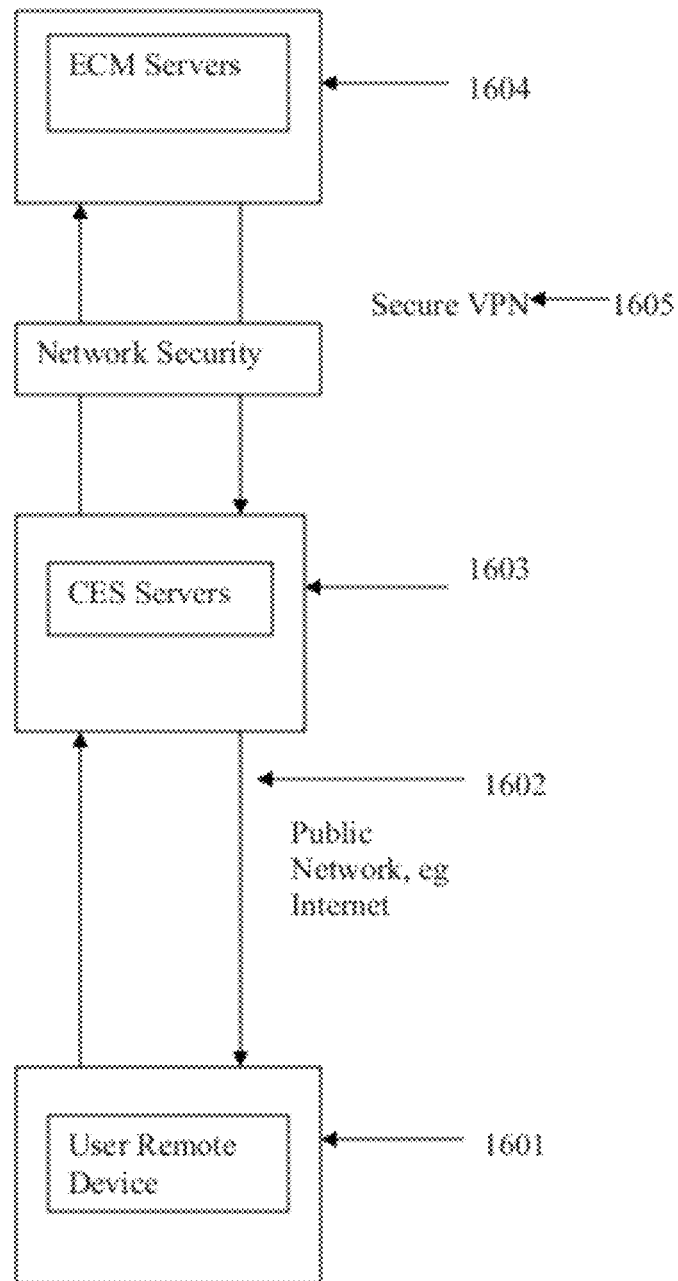 ECM Servers
1604
Secure VPN
1605
Network Security
CES Servers
1603
1602
Public
Network, eg
Internet
User Remote
Device
1601